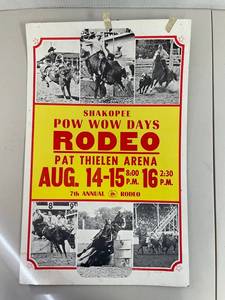 SHAKOPEE
POW WOW DAYS
RODEO
PAT THIELEN ARENA
AUG. 14-15 8:00 P.M. 16 2:30 P.M.
7th ANNUAL RODEO